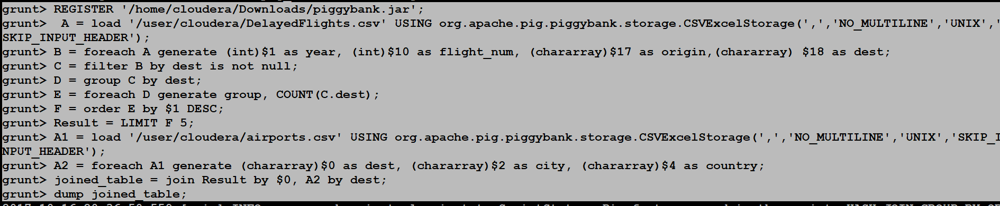 grunt> REGISTER '/home/cloudera/Downloads/piggybank.jar';
grunt>  A = load '/user/cloudera/DelayedFlights.csv' USING org.apache.pig.piggybank.storage.CSVExcelStorage(',','NO_MULTILINE','UNIX','
SKIP_INPUT_HEADER');
grunt> B = foreach A generate (int)$1 as year, (int)$10 as flight_num, (chararray)$17 as origin,(chararray) $18 as dest;
grunt> C = filter B by dest is not null;
grunt> D = group C by dest;
grunt> E = foreach D generate group, COUNT(C.dest);
grunt> F = order E by $1 DESC;
grunt> Result = LIMIT F 5;
grunt> A1 = load '/user/cloudera/airports.csv' USING org.apache.pig.piggybank.storage.CSVExcelStorage(',','NO_MULTILINE','UNIX','SKIP_I
NPUT_HEADER');
grunt> A2 = foreach A1 generate (chararray)$0 as dest, (chararray)$2 as city, (chararray)$4 as country;
grunt> joined_table = join Result by $0, A2 by dest;
grunt> dump joined_table;